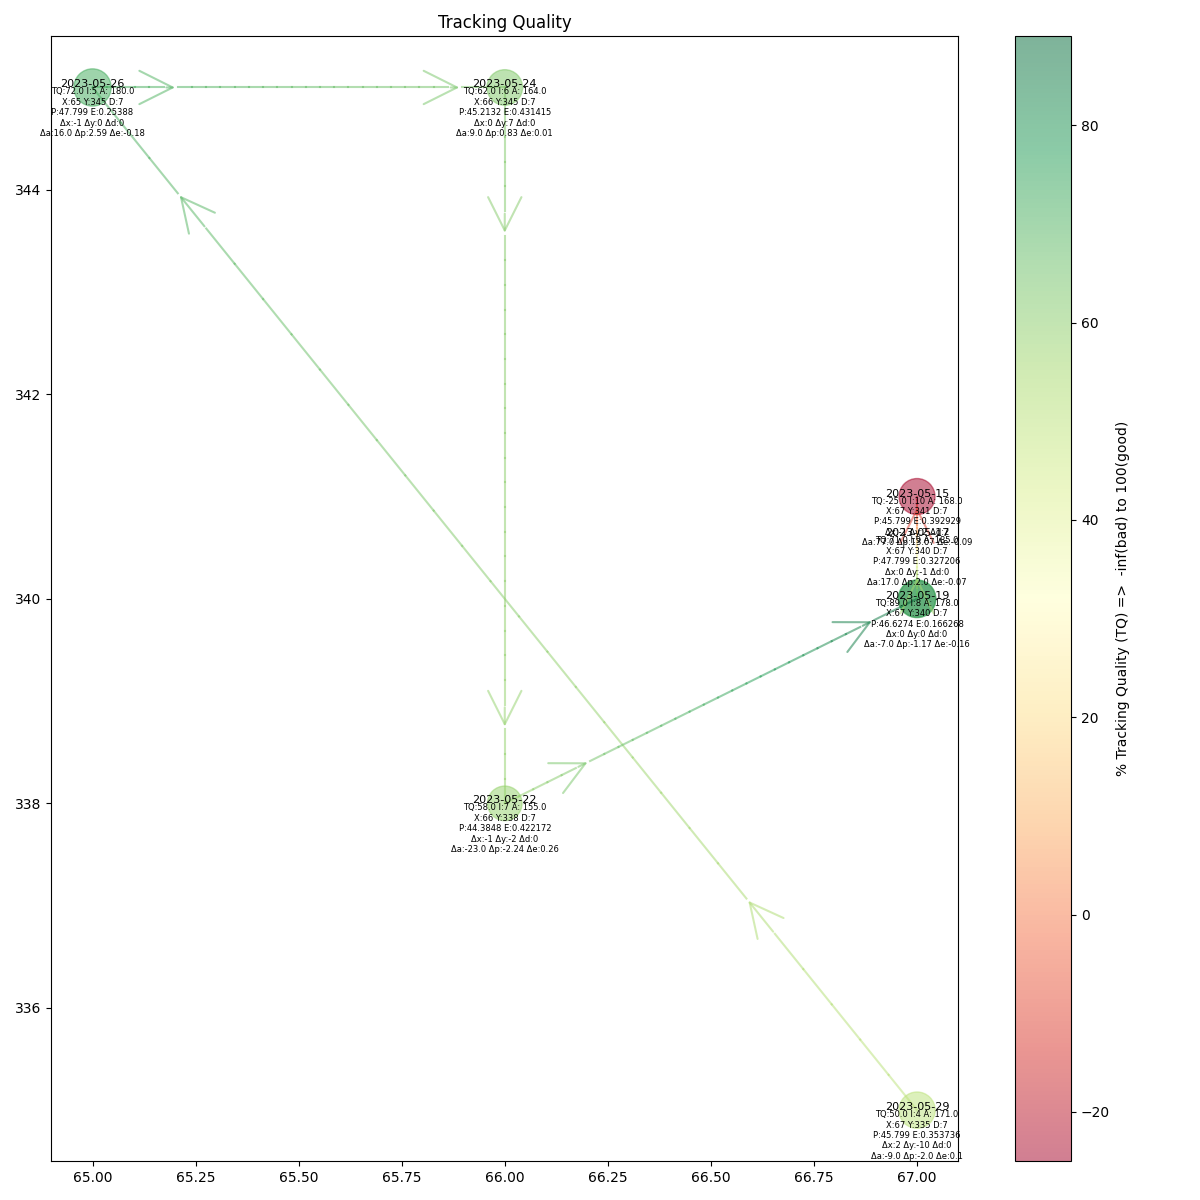 Tracking Quality
2023-05-26
TQ:72.0 I:5 A: 180.0
X:65 Y:345 D:7
P:47.799 E:0.25388
Δx:-1 Δy:0 Δd:0
Δa:16.0 Δp:2.59 Δe:-0.18
2023-05-24
TQ:62.0 I:6 A: 164.0
X:66 Y:345 D:7
P:45.2132 E:0.431415
Δx:0 Δy:7 Δd:0
Δa:9.0 Δp:0.83 Δe:0.01
2023-05-15
TQ:-25.0 I:10 A: 168.0
X:67 Y:341 D:7
P:45.799 E:0.392929
2023-05-17
X:67 Y:340 D:7
P:47.799 E:0.327206
Δx:0 Δy:-1 Δd:0
Δa:17.0 Δp:2.0 Δe:-0.07
2023-05-19
TQ:89.0 I:8 A: 178.0
X:67 Y:340 D:7
P:46.6274 E:0.166268
Δx:0 Δy:0 Δd:0
Δa:-7.0 Δp:-1.17 Δe:-0.16
2023-05-22
TQ:58.0 I:7 A: 155.0
X:66 Y:338 D:7
P:44.3848 E:0.422172
Δx:-1 Δy:-2 Δd:0
Δa:-23.0 Δp:-2.24 Δe:0.26
2023-05-29
TQ:50.0 I:4 A: 171.0
X:67 Y:335 D:7
P:45.799 E:0.353736
Δx:2 Δy:-10 Δd:0
Δa:-9.0 Δp:-2.0 Δe:0.1
344
342
340
338
336
65.00 65.25 65.50 65.75 66.00 66.25 66.50 66.75 67.00
80
60
40
20
0
−20
% Tracking Quality (TQ) => -inf(bad) to 100(good)